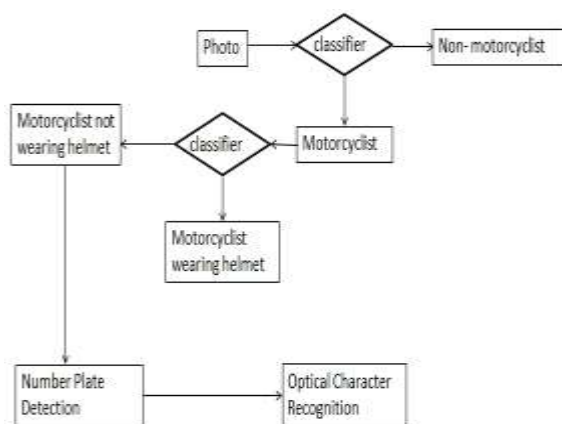 Photo
classifier
Non- motorcyclist
Motorcyclist not
wearing helmet
classifier
Motorcyclist
Motorcyclist
wearing helmet
Number Plate
Detection
Optical Character
Recognition